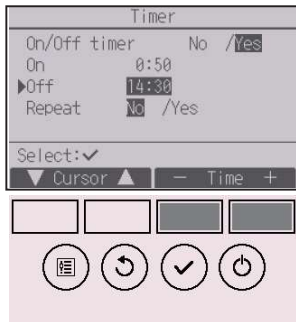 Timer
On/Off timer No /Yes
On 0:50
▶Off 14:30
Repeat No /Yes
Select:✓
▼ Cursor ▲ − Time +